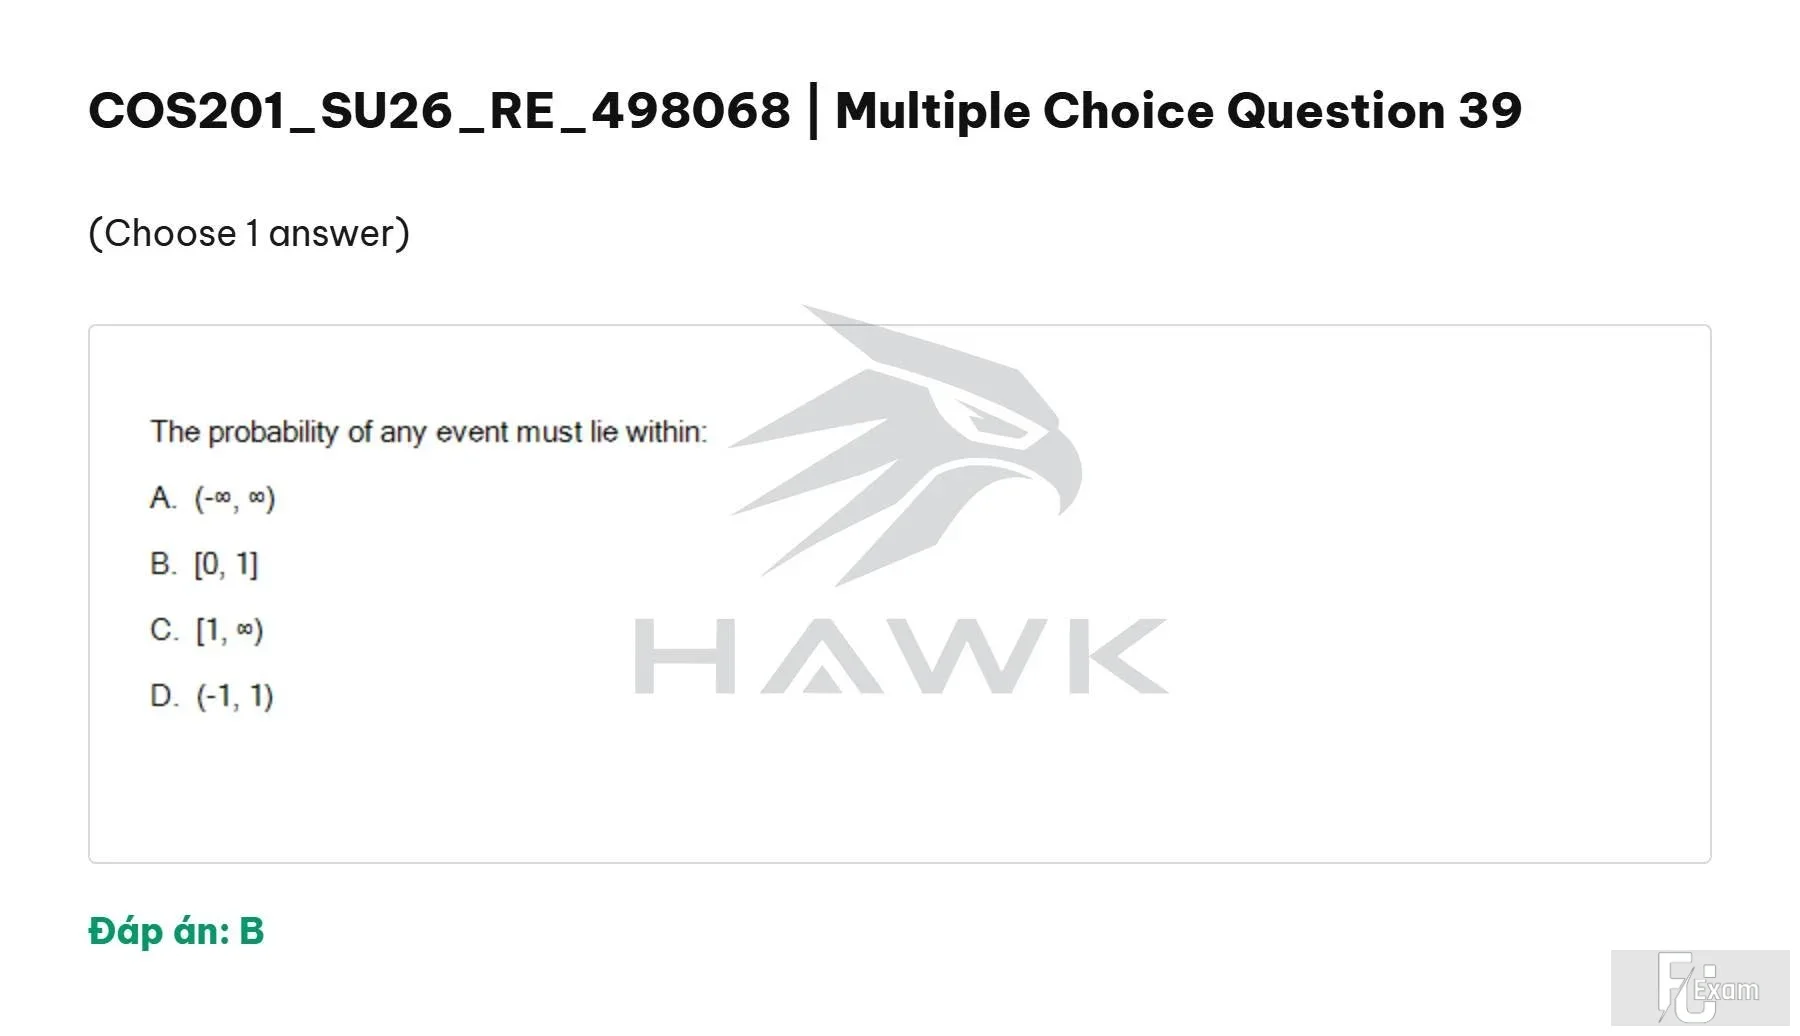 COS201_SU26_RE_498068 | Multiple Choice Question 39
(Choose 1 answer)
The probability of any event must lie within:
A. (-∞, ∞)
B. [0, 1]
C. [1, ∞)
D. (-1, 1)
HAWK
Đáp án: B
FU Exam